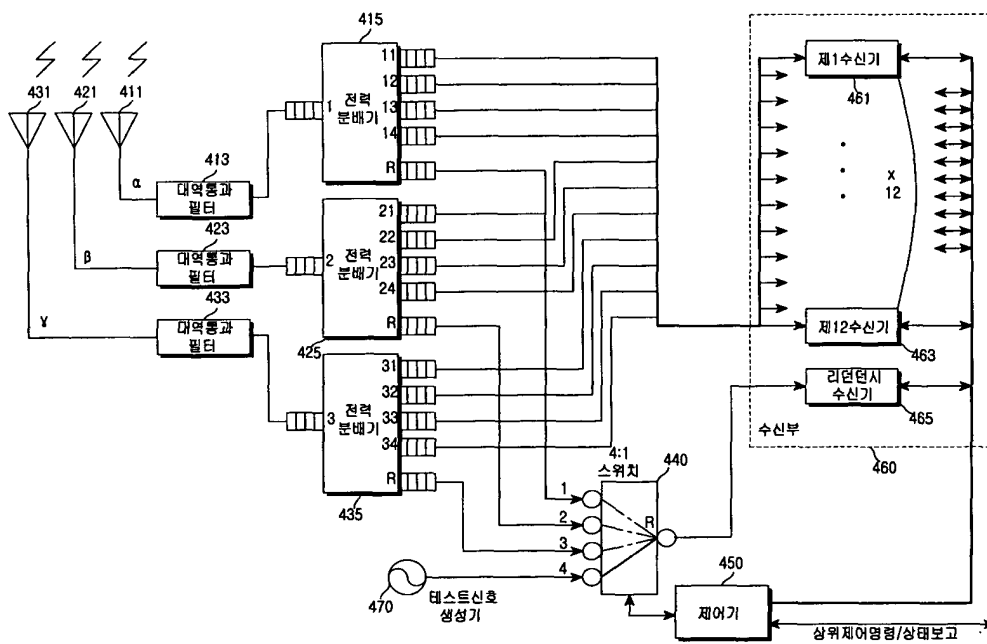 431
421
411
α
β
γ
413
대역통과
필터
423
대역통과
필터
433
대역통과
필터
415
1
전력
분배기
11
12
13
14
R
2
전력
분배기
21
22
23
24
R
425
3
전력
분배기
31
32
33
34
R
435
4:1
스위치
440
1
2
3
4
R
470
테스트신호
생성기
450
제어기
상위제어명령/상태보고
제1수신기
461
x
12
제12수신기
463
리던던시
수신기
465
수신부
460